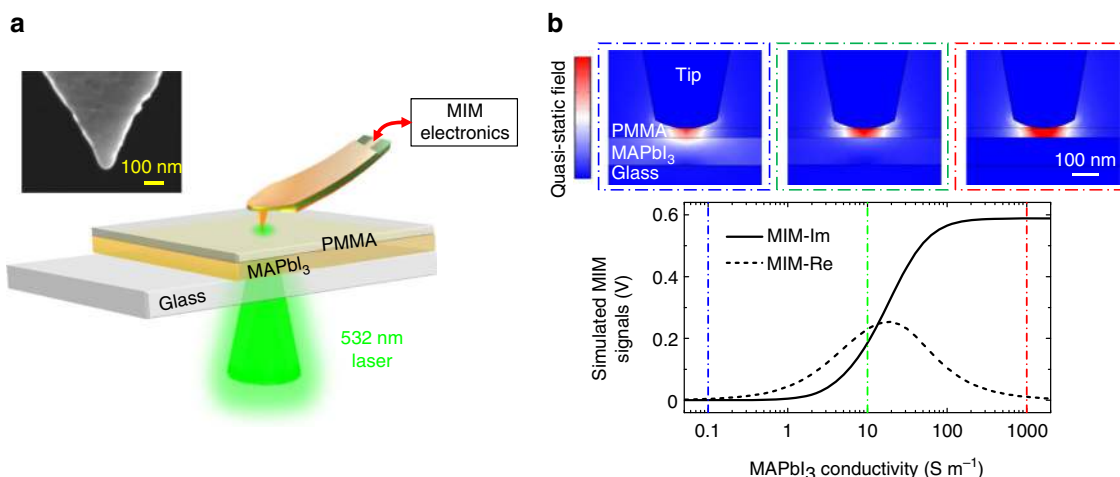 a
100 nm
MIM
electronics
PMMA
MAPbI₃
Glass
532 nm
laser
b
Quasi-static field
Tip
PMMA
MAPbI₃
Glass
100 nm
Simulated MIM
signals (V)
0.6
0.4
0.2
0
MIM-Im
MIM-Re
0.1 1 10 100 1000
MAPbI₃ conductivity (S m⁻¹)